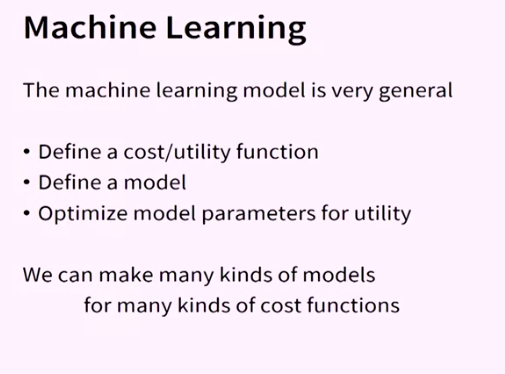 Machine Learning
The machine learning model is very general
• Define a cost/utility function
• Define a model
• Optimize model parameters for utility
We can make many kinds of models
for many kinds of cost functions